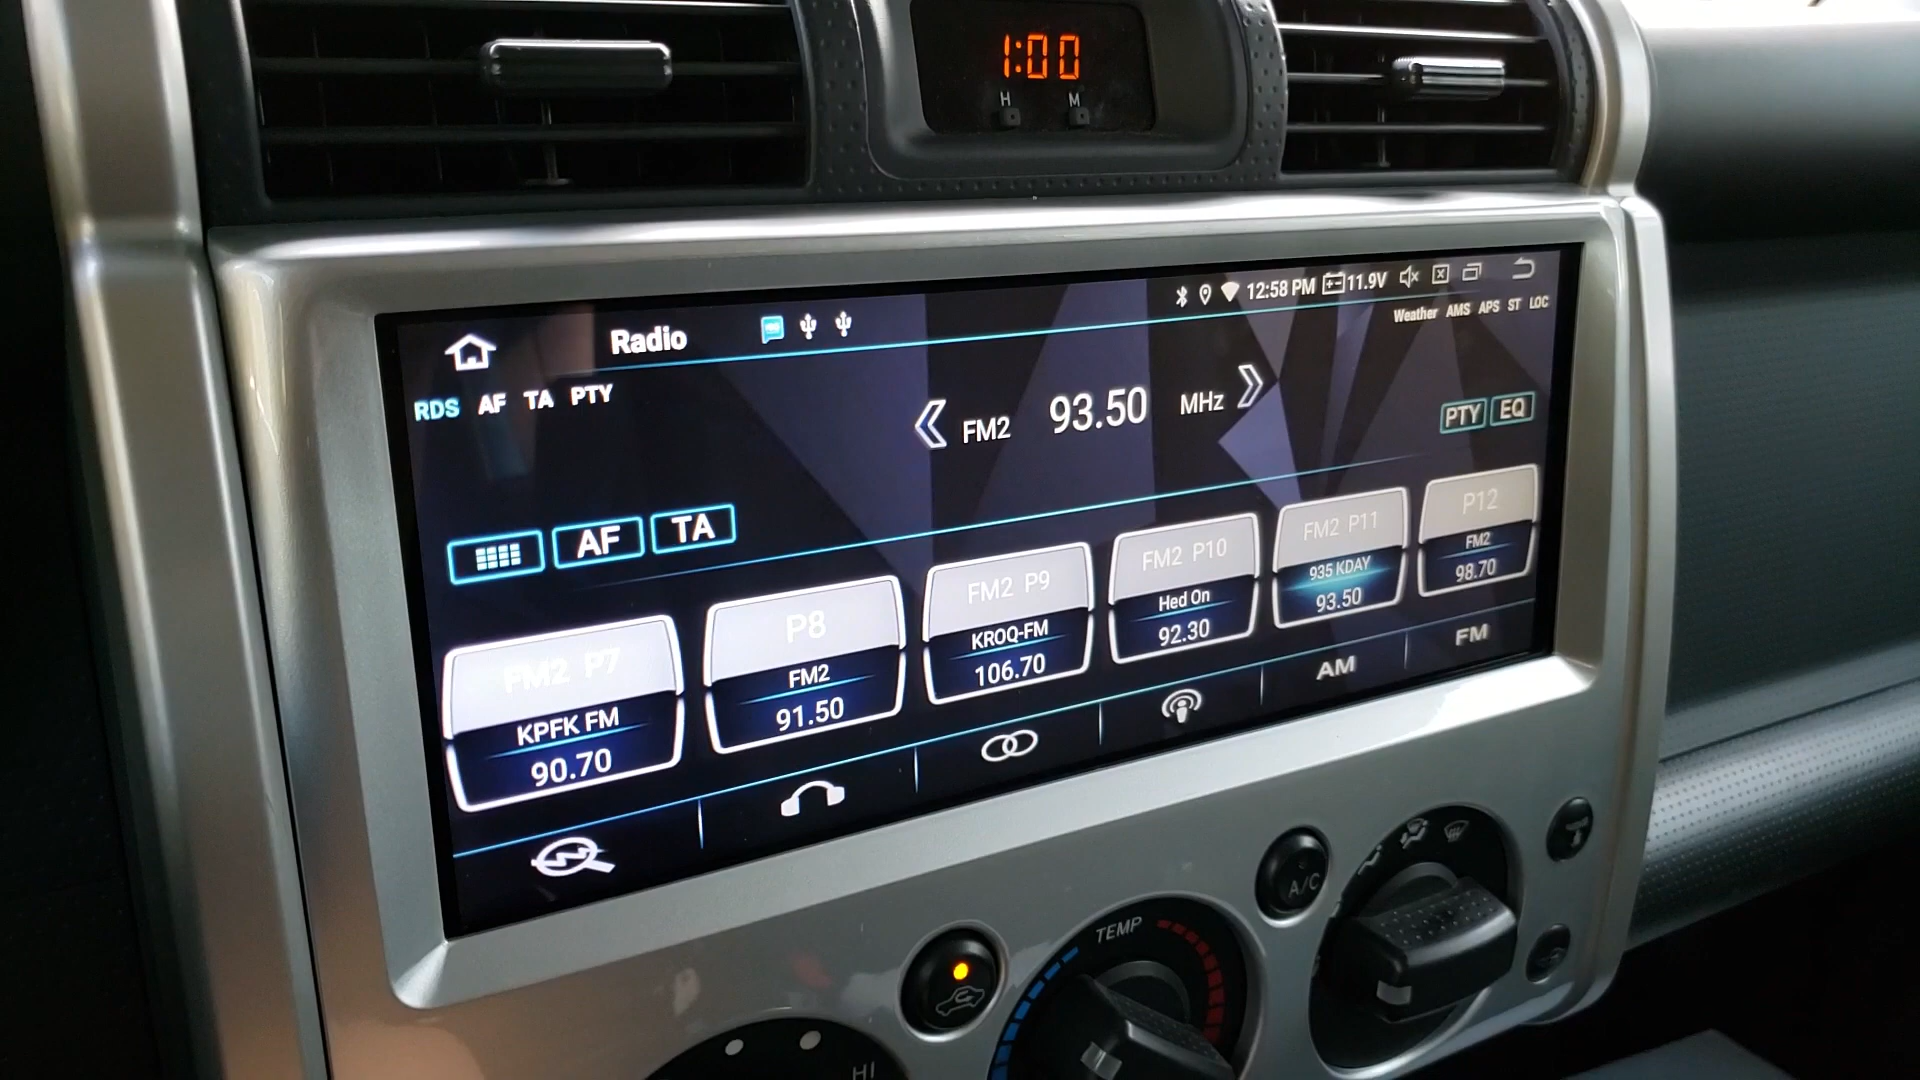 1:00
H M
Radio
12:58 PM 11.9V
Weather AMS APS ST LOC
RDS AF TA PTY
FM2 93.50 MHz
PTY EQ
AF TA
FM2 P7
KPFK FM
90.70
P8
FM2
91.50
FM2 P9
KROQ-FM
106.70
FM2 P10
Hed On
92.30
FM2 P11
935 KDAY
93.50
P12
FM2
98.70
AM
FM
A/C
TEMP
HI